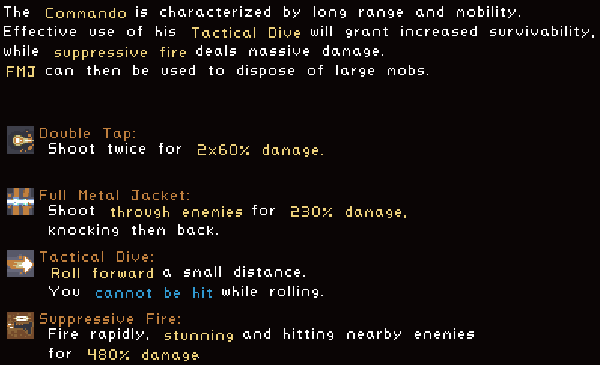 The Commando is characterized by long range and mobility.
Effective use of his Tactical Dive will grant increased survivability,
while suppressive fire deals massive damage.
FMJ can then be used to dispose of large mobs.
Double Tap:
Shoot twice for 2x60% damage.
Full Metal Jacket:
Shoot through enemies for 230% damage,
knocking them back.
Tactical Dive:
Roll forward a small distance.
You cannot be hit while rolling.
Suppressive Fire:
Fire rapidly, stunning and hitting nearby enemies
for 480% damage